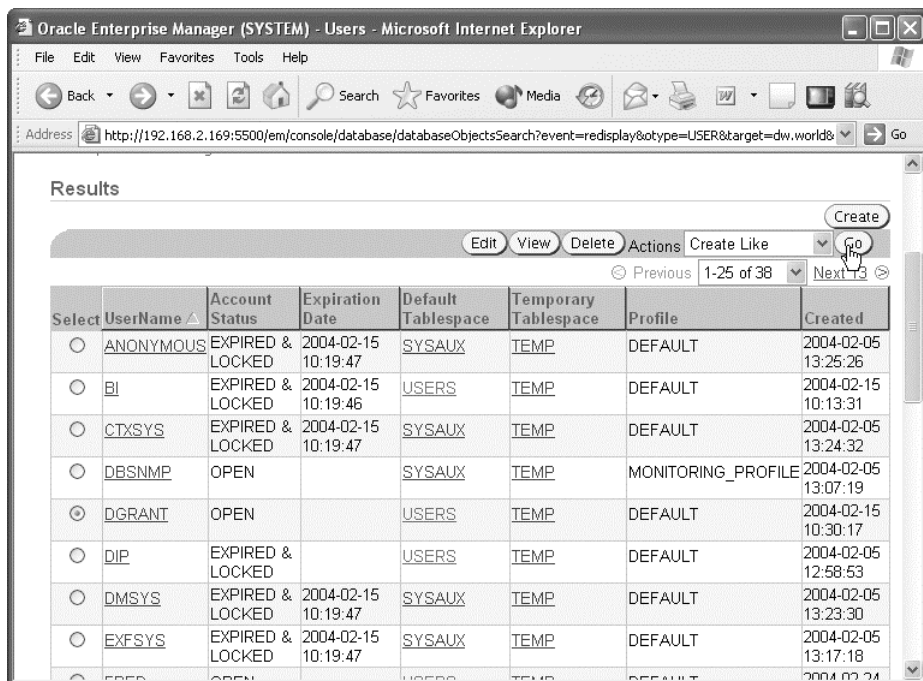 Oracle Enterprise Manager (SYSTEM) - Users - Microsoft Internet Explorer
File Edit View Favorites Tools Help
Back Search Favorites Media
Address http://192.168.2.169:5500/em/console/database/databaseObjectsSearch?event=redisplay&otype=USER&target=dw.world& Go
Results
Create
Edit View Delete Actions Create Like Go
Previous 1-25 of 38 Next 13
Select UserName Account Status Expiration Date Default Tablespace Temporary Tablespace Profile Created
ANONYMOUS EXPIRED & LOCKED 2004-02-15 10:19:47 SYSAUX TEMP DEFAULT 2004-02-05 13:25:26
BI EXPIRED & LOCKED 2004-02-15 10:19:46 USERS TEMP DEFAULT 2004-02-15 10:13:31
CTXSYS EXPIRED & LOCKED 2004-02-15 10:19:47 SYSAUX TEMP DEFAULT 2004-02-05 13:24:32
DBSNMP OPEN SYSAUX TEMP MONITORING_PROFILE 2004-02-05 13:07:19
DGRANT OPEN USERS TEMP DEFAULT 2004-02-15 10:30:17
DIP EXPIRED & LOCKED USERS TEMP DEFAULT 2004-02-05 12:58:53
DMSYS EXPIRED & LOCKED 2004-02-15 10:19:47 SYSAUX TEMP DEFAULT 2004-02-05 13:23:30
EXFSYS EXPIRED & LOCKED 2004-02-15 10:19:47 SYSAUX TEMP DEFAULT 2004-02-05 13:17:18